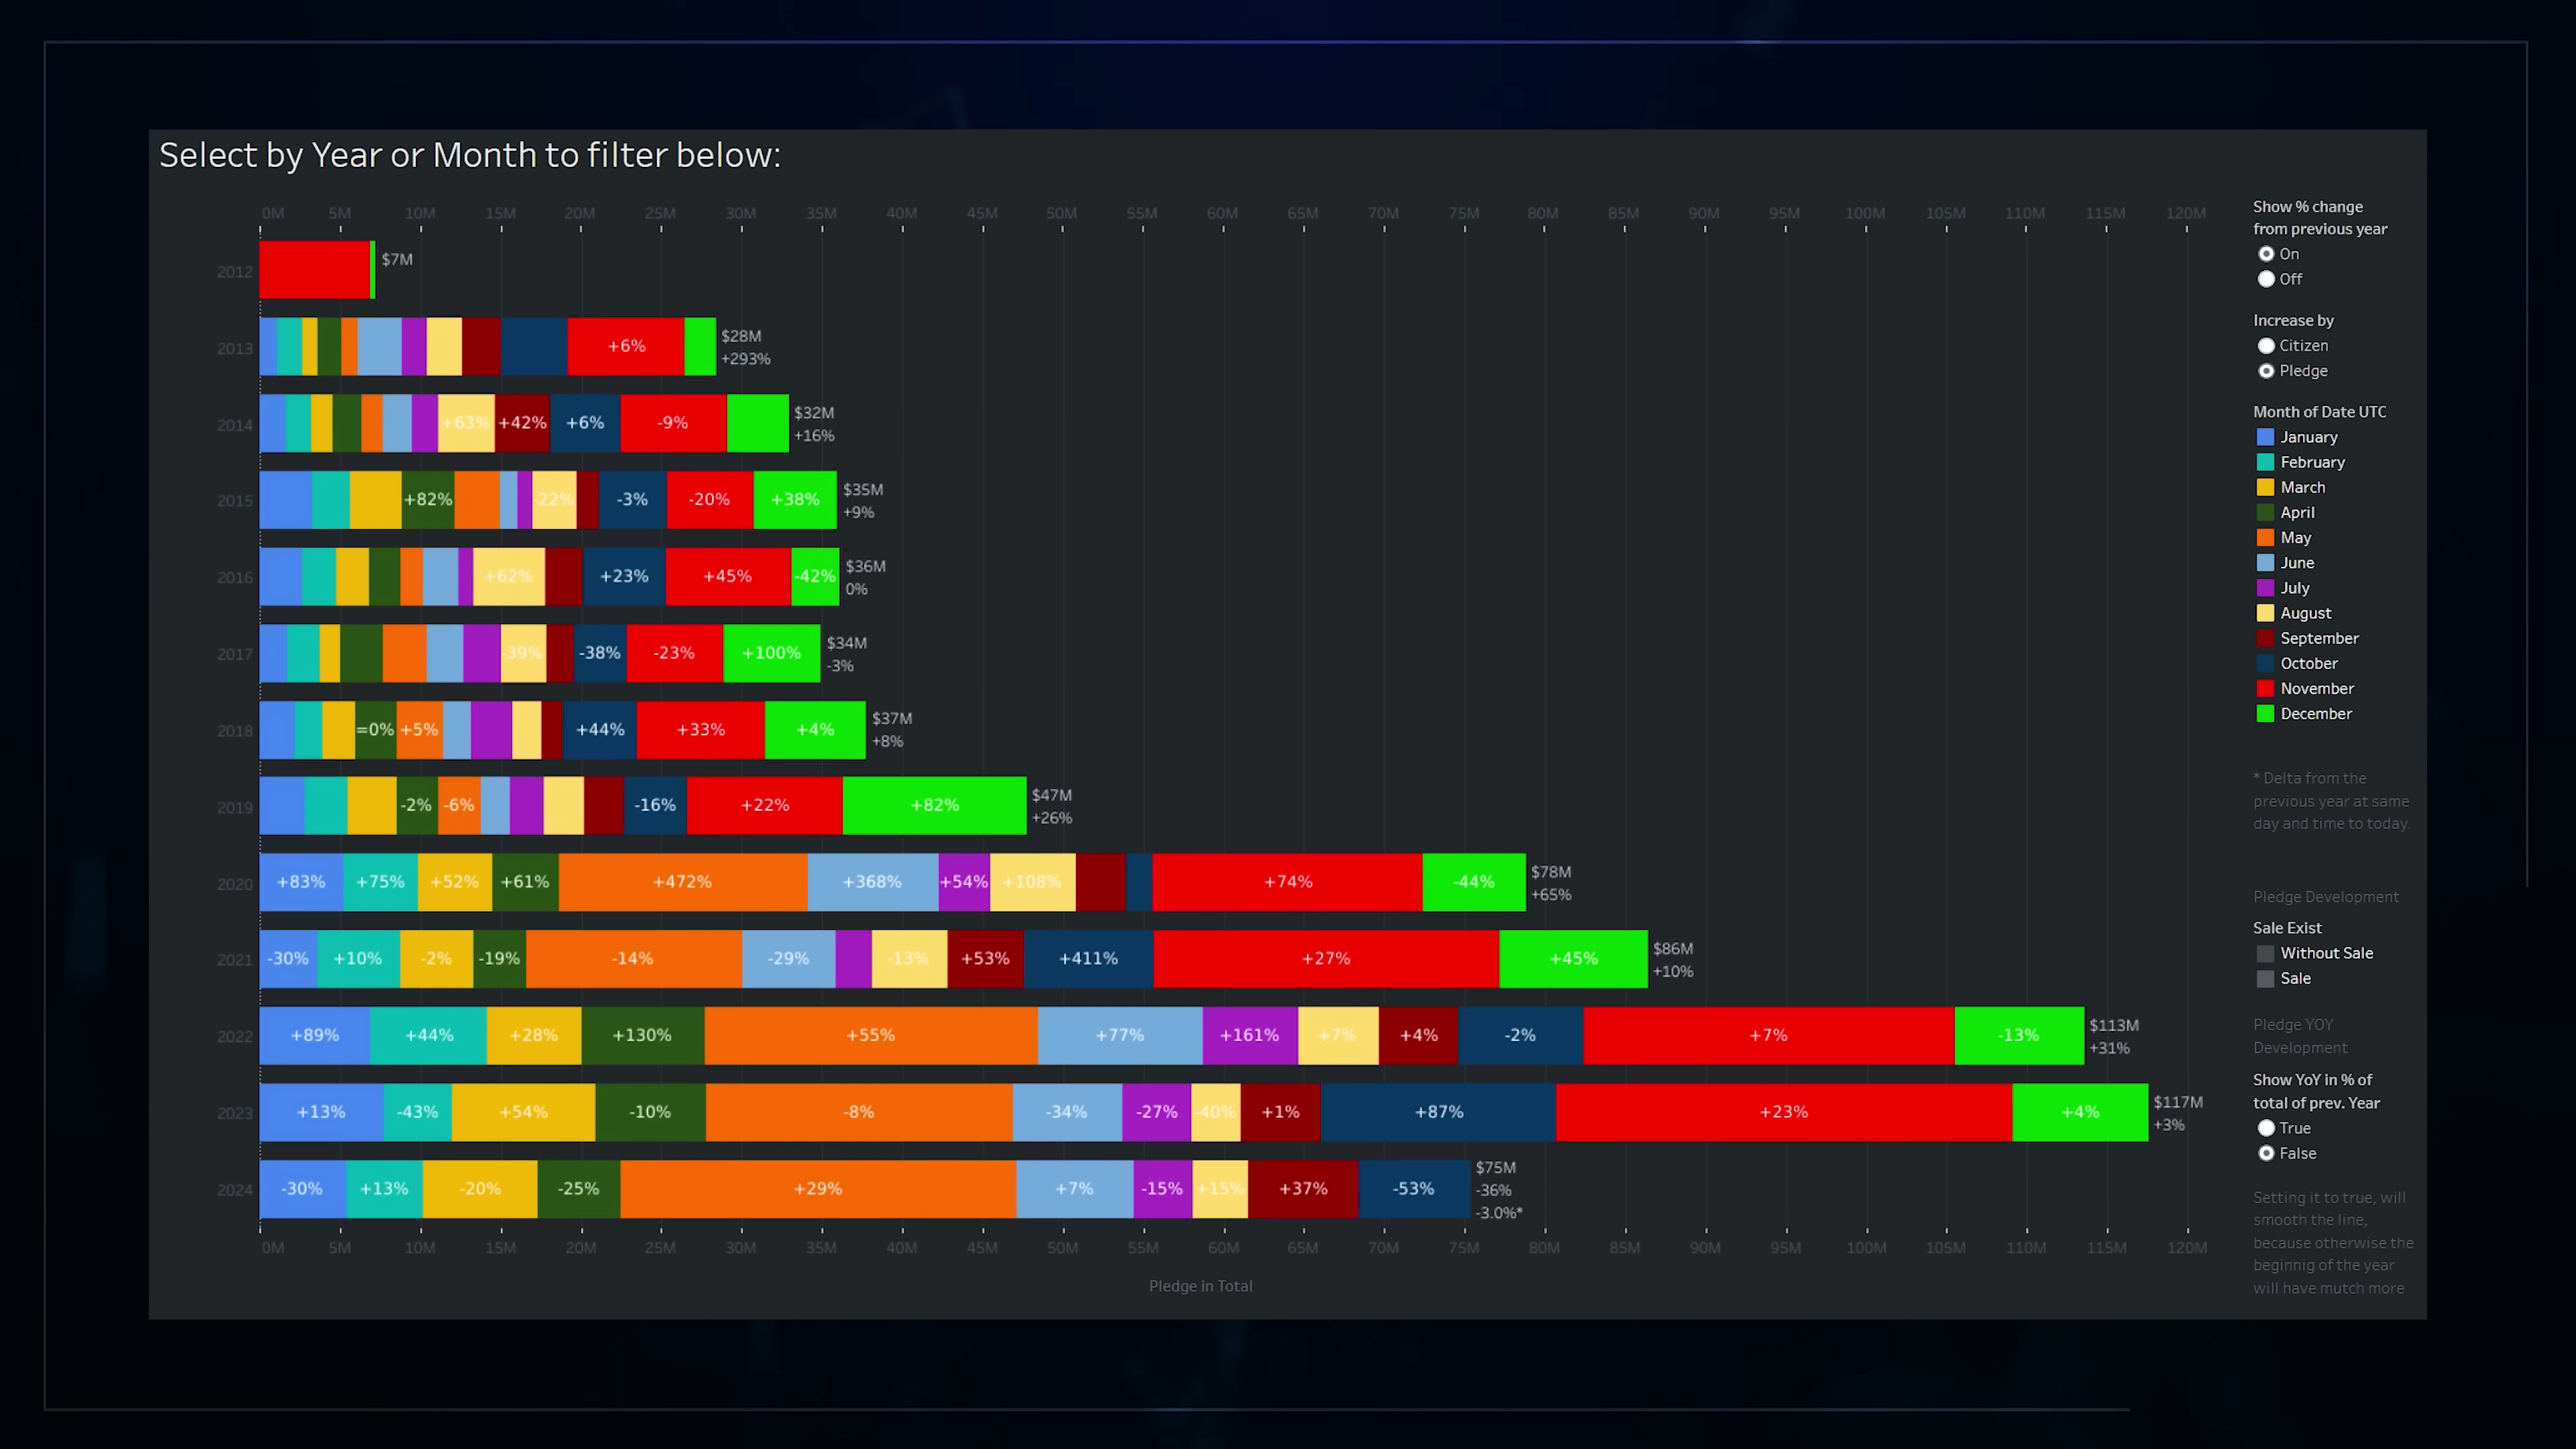 Select by Year or Month to filter below:
0M 5M 10M 15M 20M 25M 30M 35M 40M 45M 50M 55M 60M 65M 70M 75M 80M 85M 90M 95M 100M 105M 110M 115M 120M
2012 $7M
2013 +6% $28M
+293%
2014 +63% +42% +6% -9% $32M
+16%
2015 +82% -22% -3% -20% +38% $35M
+9%
2016 +62% +23% +45% -42% $36M
0%
2017 -39% -38% -23% +100% $34M
-3%
2018 =0% +5% +44% +33% +4% $37M
+8%
2019 -2% -6% -16% +22% +82% $47M
+26%
2020 +83% +75% +52% +61% +472% +368% +54% +108% +74% -44% $78M
+65%
2021 -30% +10% -2% -19% -14% -29% -13% +53% +411% +27% +45% $86M
+10%
2022 +89% +44% +28% +130% +55% +77% +161% +7% +4% -2% +7% -13% $113M
+31%
2023 +13% -43% +54% -10% -8% -34% -27% -40% +1% +87% +23% +4% $117M
+3%
2024 -30% +13% -20% -25% +29% +7% -15% +15% +37% -53% $75M
-36%
-3.0%*
0M 5M 10M 15M 20M 25M 30M 35M 40M 45M 50M 55M 60M 65M 70M 75M 80M 85M 90M 95M 100M 105M 110M 115M 120M
Pledge in Total
Show % change
from previous year
On
Off
Increase by
Citizen
Pledge
Month of Date UTC
January
February
March
April
May
June
July
August
September
October
November
December
* Delta from the
previous year at same
day and time to today.
Pledge Development
Sale Exist
Without Sale
Sale
Pledge YOY
Development
Show YoY in % of
total of prev. Year
True
False
Setting it to true, will
smooth the line,
because otherwise the
beginnig of the year
will have mutch more